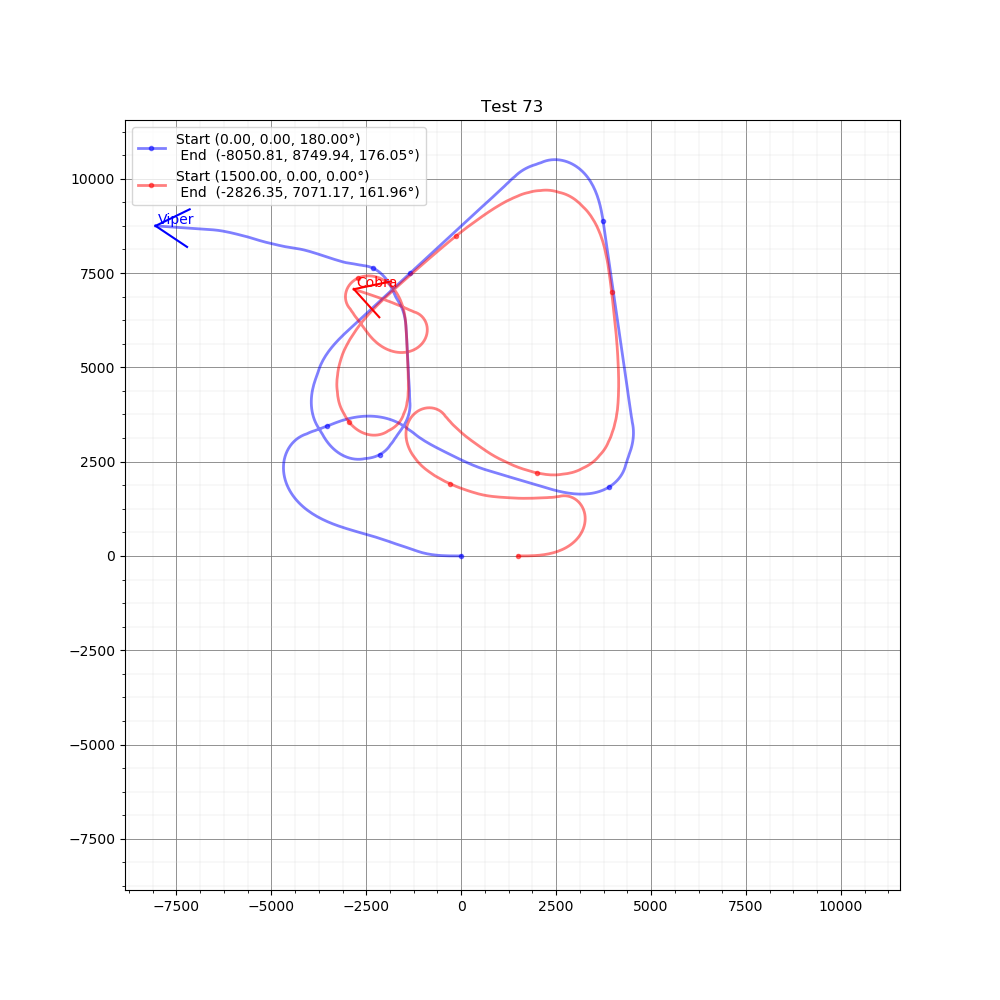 Test 73
Start (0.00, 0.00, 180.00°)
End  (-8050.81, 8749.94, 176.05°)
Start (1500.00, 0.00, 0.00°)
End  (-2826.35, 7071.17, 161.96°)
Viper
Cobra
10000
7500
5000
2500
0
−2500
−5000
−7500
−7500 −5000 −2500 0 2500 5000 7500 10000